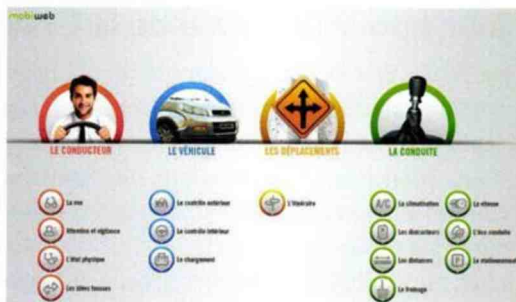 mobiweb
LE CONDUCTEUR
LE VÉHICULE
LES DÉPLACEMENTS
LA CONDUITE
La vue
Attention et vigilance
L'état physique
Les idées fausses
Le contrôle extérieur
Le contrôle intérieur
Le chargement
L'itinéraire
A/C
La climatisation
Les distracteurs
Les distances
Le freinage
La vitesse
L'éco conduite
P
Le stationnement